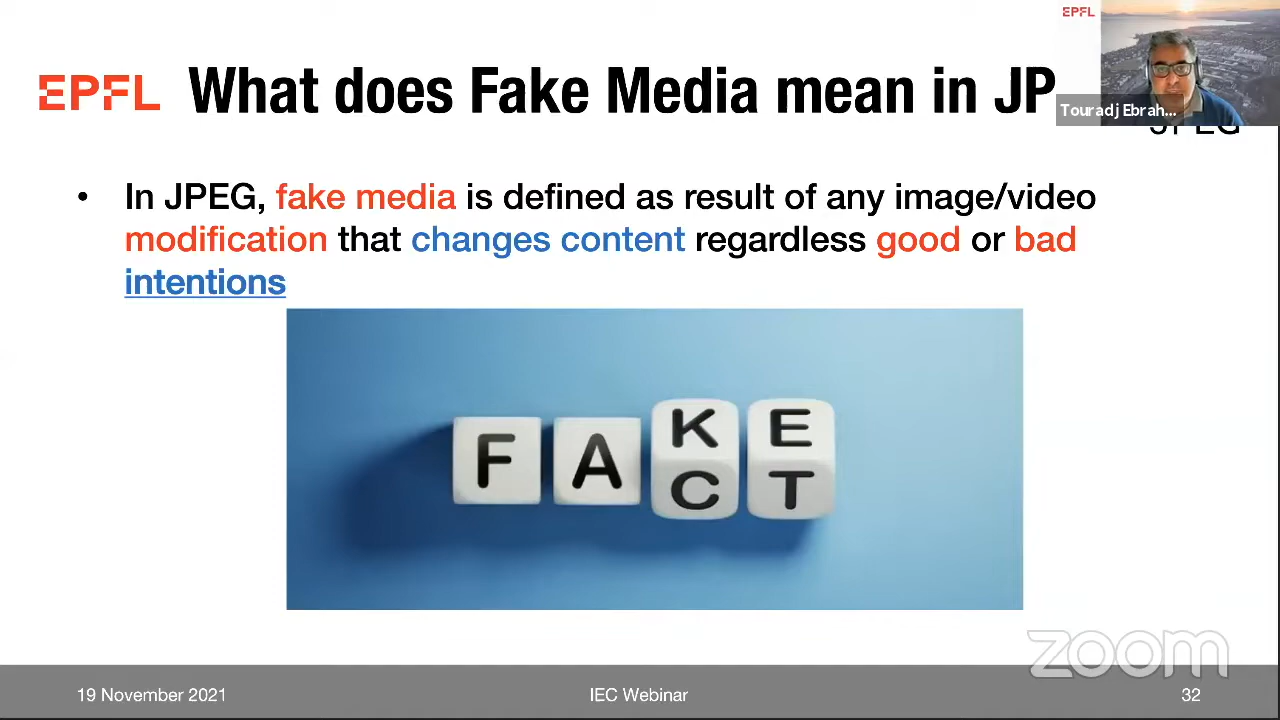 EPFL
EPFL What does Fake Media mean in JP
Touradj Ebrah...
JPEG
• In JPEG, fake media is defined as result of any image/video
modification that changes content regardless good or bad
intentions
K E
F A
C T
zoom
19 November 2021 IEC Webinar 32